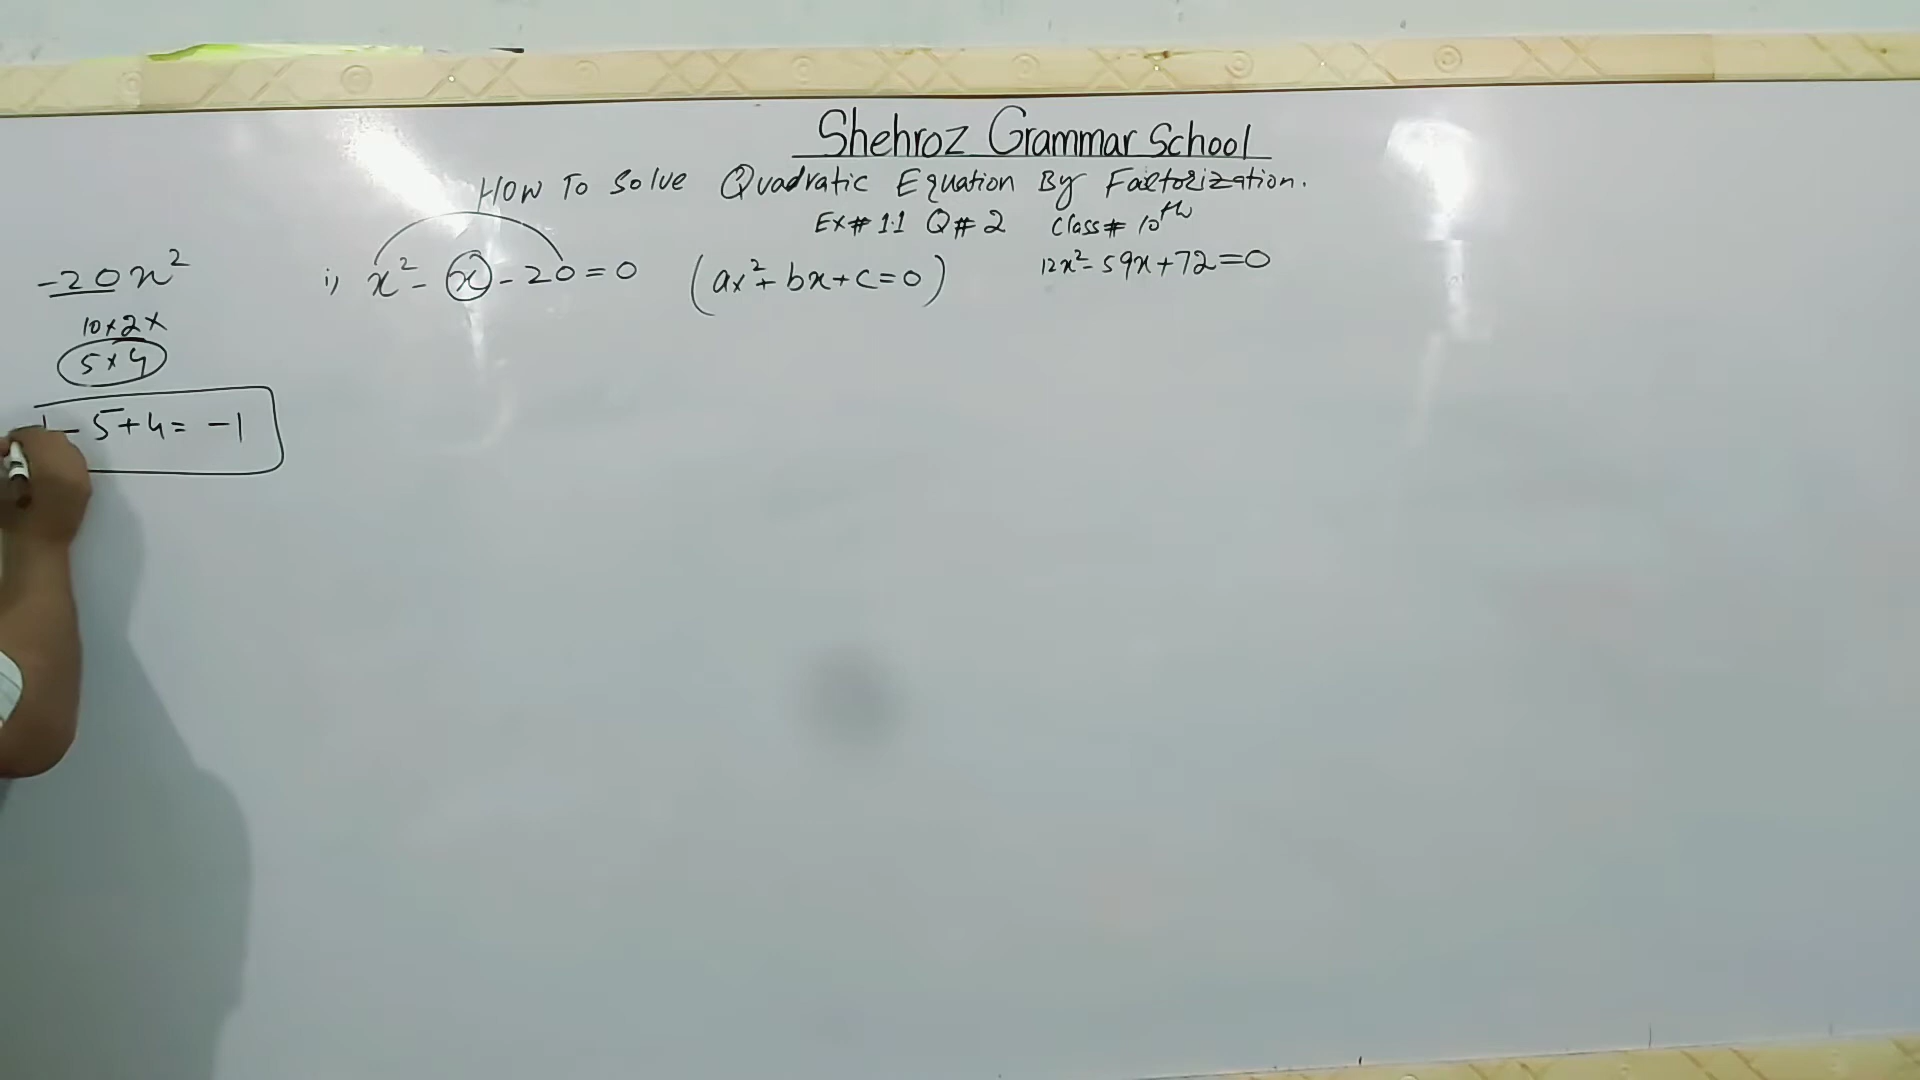 Shehroz Grammar School
How To Solve Quadratic Equation By Factorization.
Ex# 1.1 Q# 2 Class# 10th
i) x² - x - 20 = 0 (ax² + bx + c = 0) 12x² - 59x + 72 = 0
-20x²
10×2×
5×4
- 5 + 4 = -1